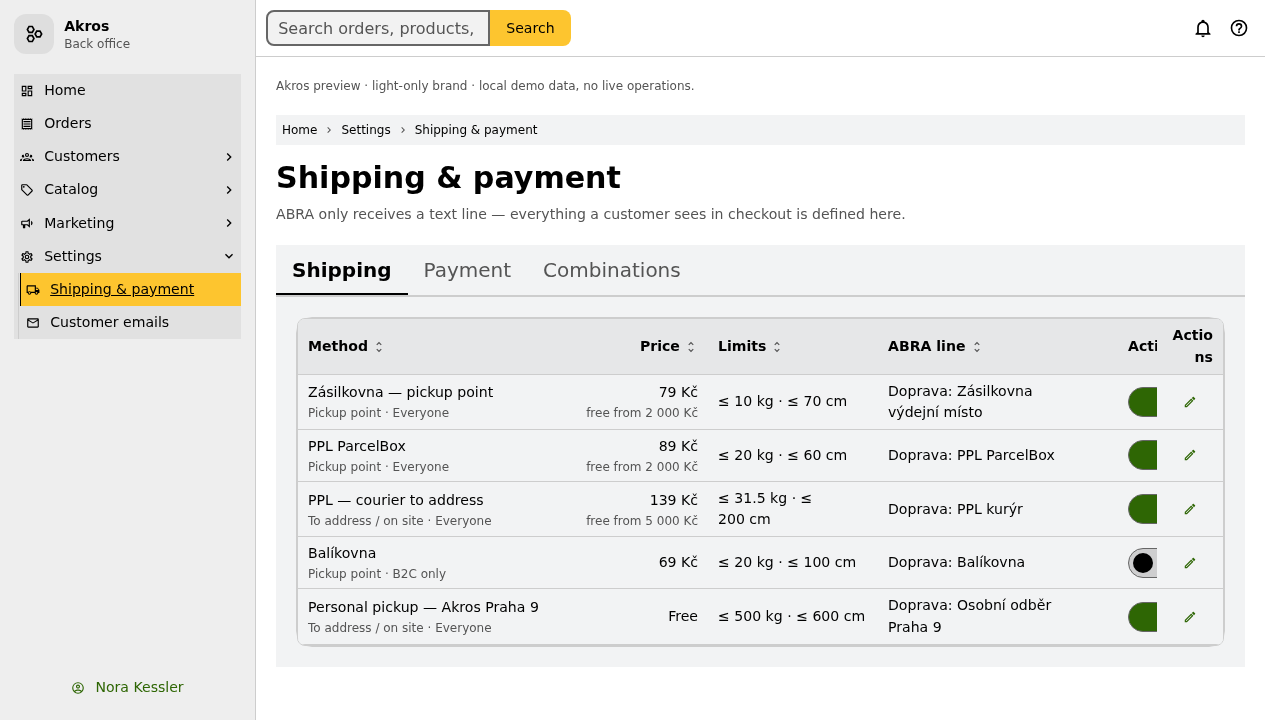 Akros
Back office
Search orders, products,
Search
Home
Orders
Customers
Catalog
Marketing
Settings
Shipping & payment
Customer emails
Nora Kessler
Akros preview · light-only brand · local demo data, no live operations.
Home › Settings › Shipping & payment
Shipping & payment
ABRA only receives a text line — everything a customer sees in checkout is defined here.
Shipping Payment Combinations
Method Price Limits ABRA line Acti Actio
ns
Zásilkovna — pickup point 79 Kč ≤ 10 kg · ≤ 70 cm Doprava: Zásilkovna
Pickup point · Everyone free from 2 000 Kč výdejní místo
PPL ParcelBox 89 Kč ≤ 20 kg · ≤ 60 cm Doprava: PPL ParcelBox
Pickup point · Everyone free from 2 000 Kč
PPL — courier to address 139 Kč ≤ 31.5 kg · ≤ Doprava: PPL kurýr
To address / on site · Everyone free from 5 000 Kč 200 cm
Balíkovna 69 Kč ≤ 20 kg · ≤ 100 cm Doprava: Balíkovna
Pickup point · B2C only
Personal pickup — Akros Praha 9 Free ≤ 500 kg · ≤ 600 cm Doprava: Osobní odběr
To address / on site · Everyone Praha 9